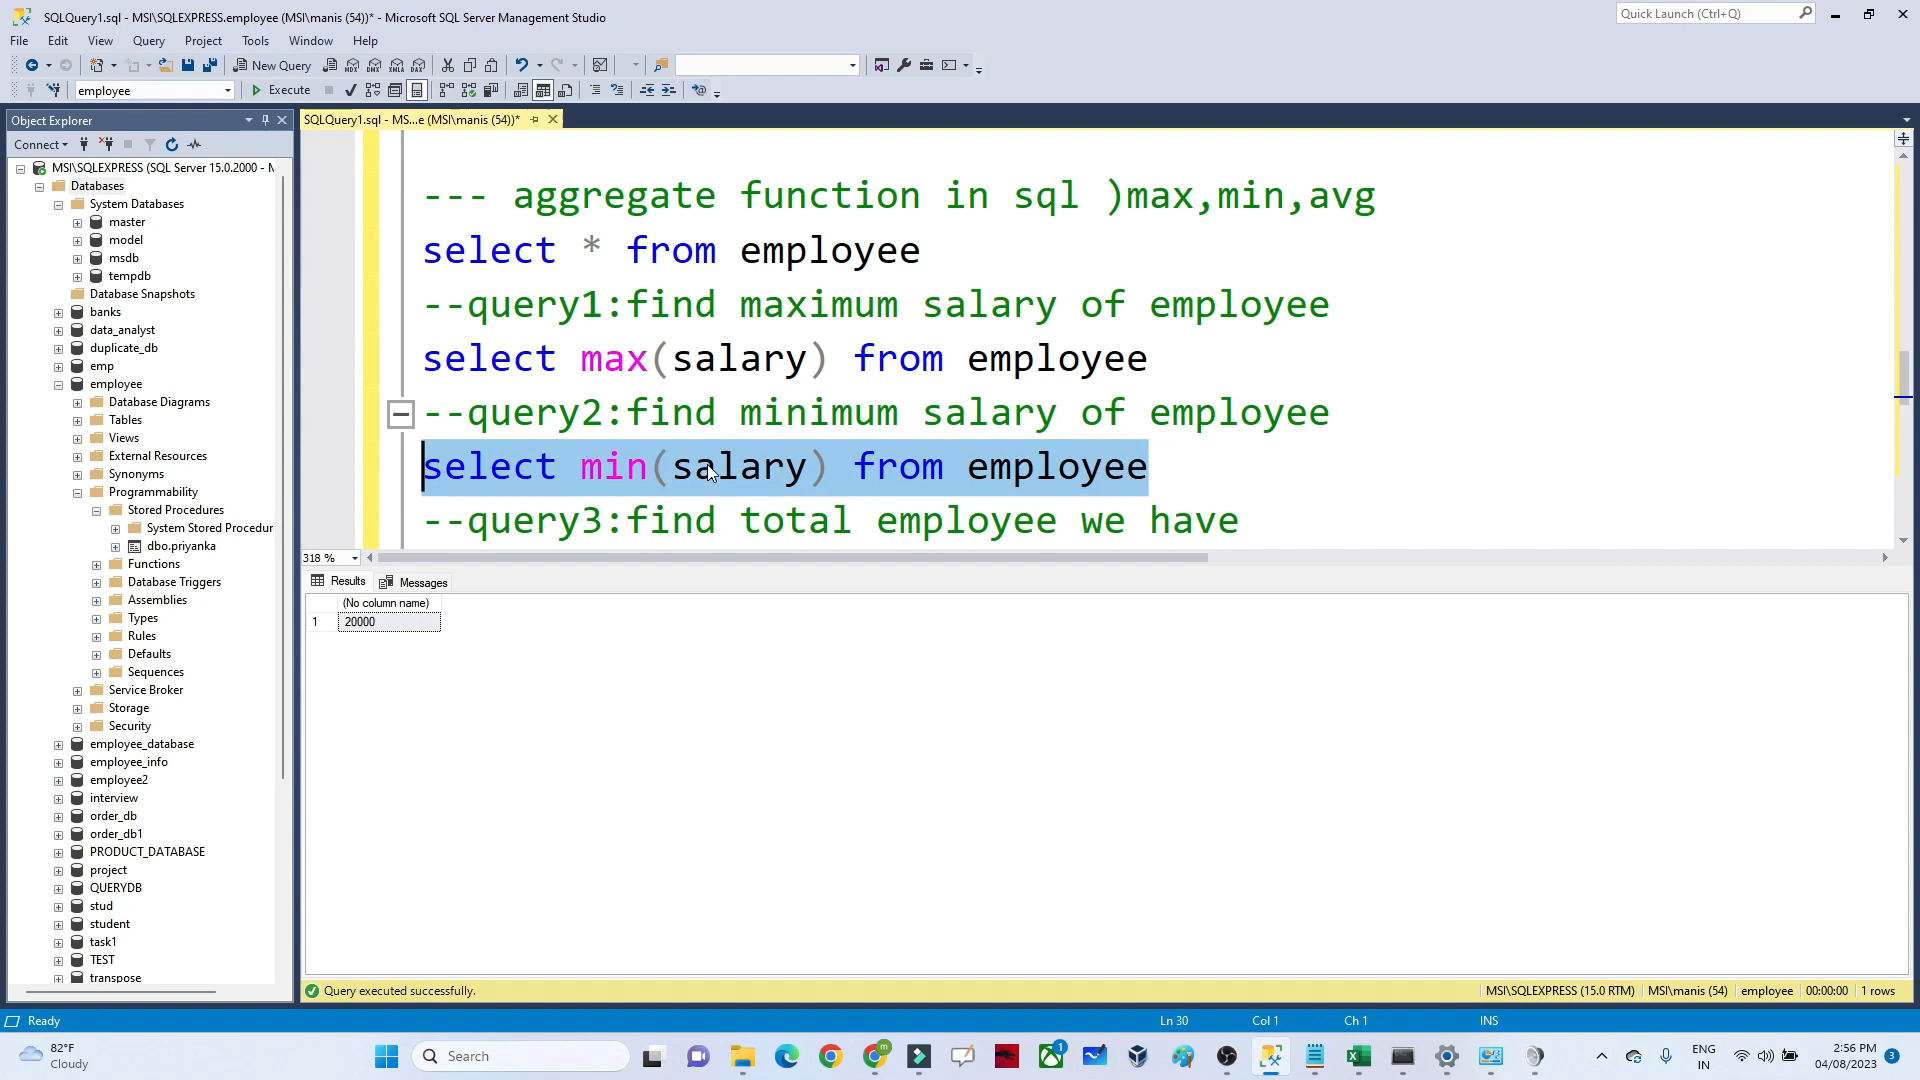 SQLQuery1.sql - MSI\SQLEXPRESS.employee (MSI\manis (54))* - Microsoft SQL Server Management Studio
Quick Launch (Ctrl+Q)
File Edit View Query Project Tools Window Help
New Query
employee
Execute
Object Explorer
SQLQuery1.sql - MS...e (MSI\manis (54))*
Connect
MSI\SQLEXPRESS (SQL Server 15.0.2000 - M
Databases
System Databases
master
model
msdb
tempdb
Database Snapshots
banks
data_analyst
duplicate_db
emp
employee
Database Diagrams
Tables
Views
External Resources
Synonyms
Programmability
Stored Procedures
System Stored Procedur
dbo.priyanka
Functions
Database Triggers
Assemblies
Types
Rules
Defaults
Sequences
Service Broker
Storage
Security
employee_database
employee_info
employee2
interview
order_db
order_db1
PRODUCT_DATABASE
project
QUERYDB
stud
student
task1
TEST
transpose
--- aggregate function in sql )max,min,avg
select * from employee
--query1:find maximum salary of employee
select max(salary) from employee
--query2:find minimum salary of employee
select min(salary) from employee
--query3:find total employee we have
318 %
Results Messages
(No column name)
1 20000
Query executed successfully.
MSI\SQLEXPRESS (15.0 RTM) MSI\manis (54) employee 00:00:00 1 rows
Ready
Ln 30 Col 1 Ch 1 INS
82°F
Cloudy
Search
m
1
ENG
IN
2:56 PM
04/08/2023
3